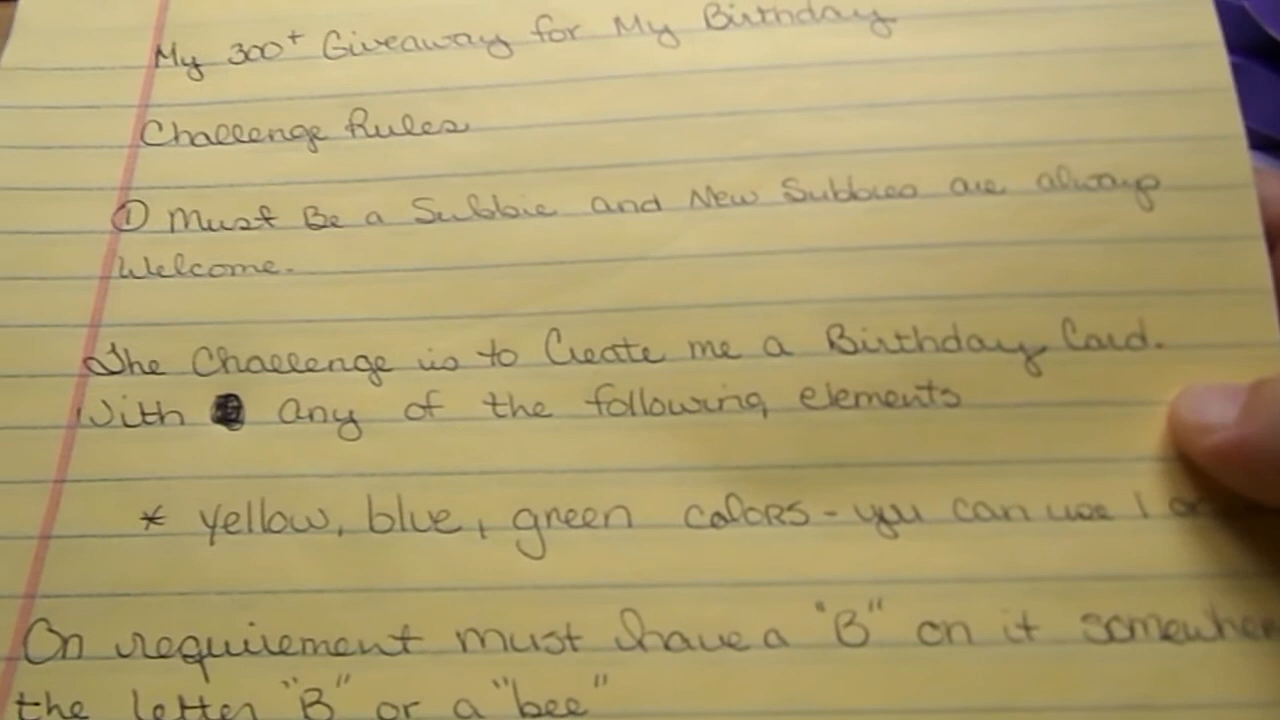 My 300+ Giveaway for My Birthday
Challenge Rules
① Must Be a Subbie and New Subbies are always
Welcome.
The Challenge is to Create me a Birthday Card.
With any of the following elements
* yellow, blue, green colors - you can use 1 or
On requirement must have a "B" on it somewher
the letter "B" or a "bee"